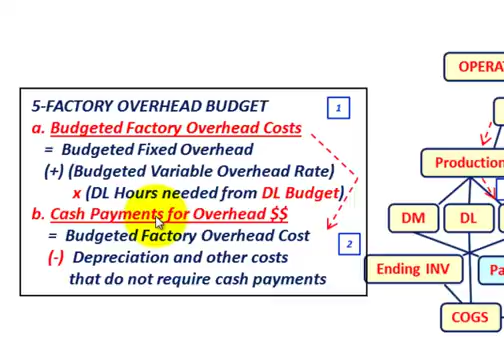 OPERA
5-FACTORY OVERHEAD BUDGET 1
a. Budgeted Factory Overhead Costs
= Budgeted Fixed Overhead
(+) (Budgeted Variable Overhead Rate)
x (DL Hours needed from DL Budget)
b. Cash Payments for Overhead $$
= Budgeted Factory Overhead Cost 2
(-) Depreciation and other costs
that do not require cash payments
Production
DM DL
Ending INV Pa
COGS